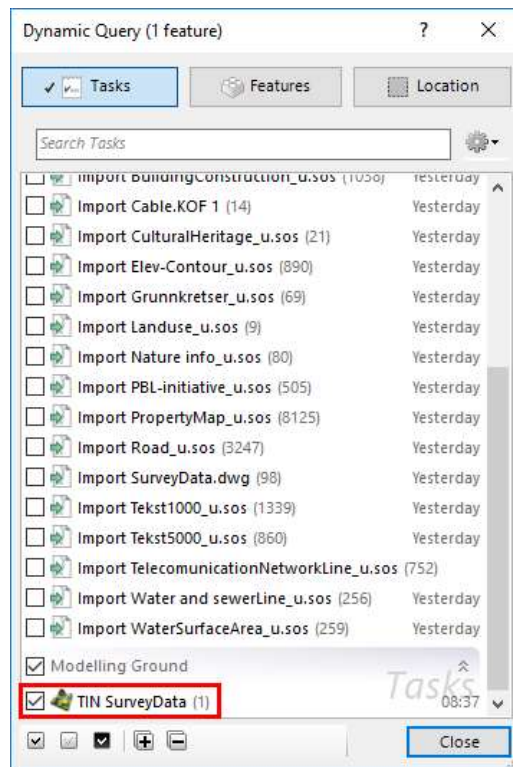 Dynamic Query (1 feature) ? ×
Tasks Features Location
Search Tasks
Import BuildingConstruction_u.sos (1038) Yesterday
Import Cable.KOF 1 (14) Yesterday
Import CulturalHeritage_u.sos (21) Yesterday
Import Elev-Contour_u.sos (890) Yesterday
Import Grunnkretser_u.sos (69) Yesterday
Import Landuse_u.sos (9) Yesterday
Import Nature info_u.sos (80) Yesterday
Import PBL-initiative_u.sos (505) Yesterday
Import PropertyMap_u.sos (8125) Yesterday
Import Road_u.sos (3247) Yesterday
Import SurveyData.dwg (98) Yesterday
Import Tekst1000_u.sos (1339) Yesterday
Import Tekst5000_u.sos (860) Yesterday
Import TelecomunicationNetworkLine_u.sos (752)
Import Water and sewerLine_u.sos (256) Yesterday
Import WaterSurfaceArea_u.sos (259) Yesterday
Modelling Ground
Tasks
TIN SurveyData (1) 08:37
Close